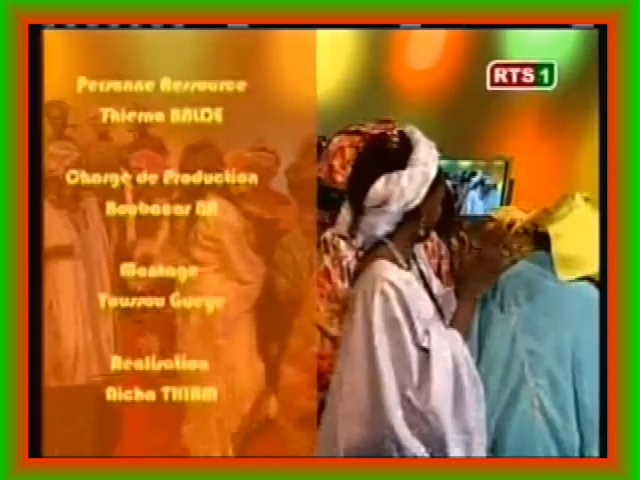 Personne Ressource
Thierno BALDE
Chargé de Production
Boubacar BA
Montage
Youssou Gueye
Réalisation
Aicha THIAM
RTS 1